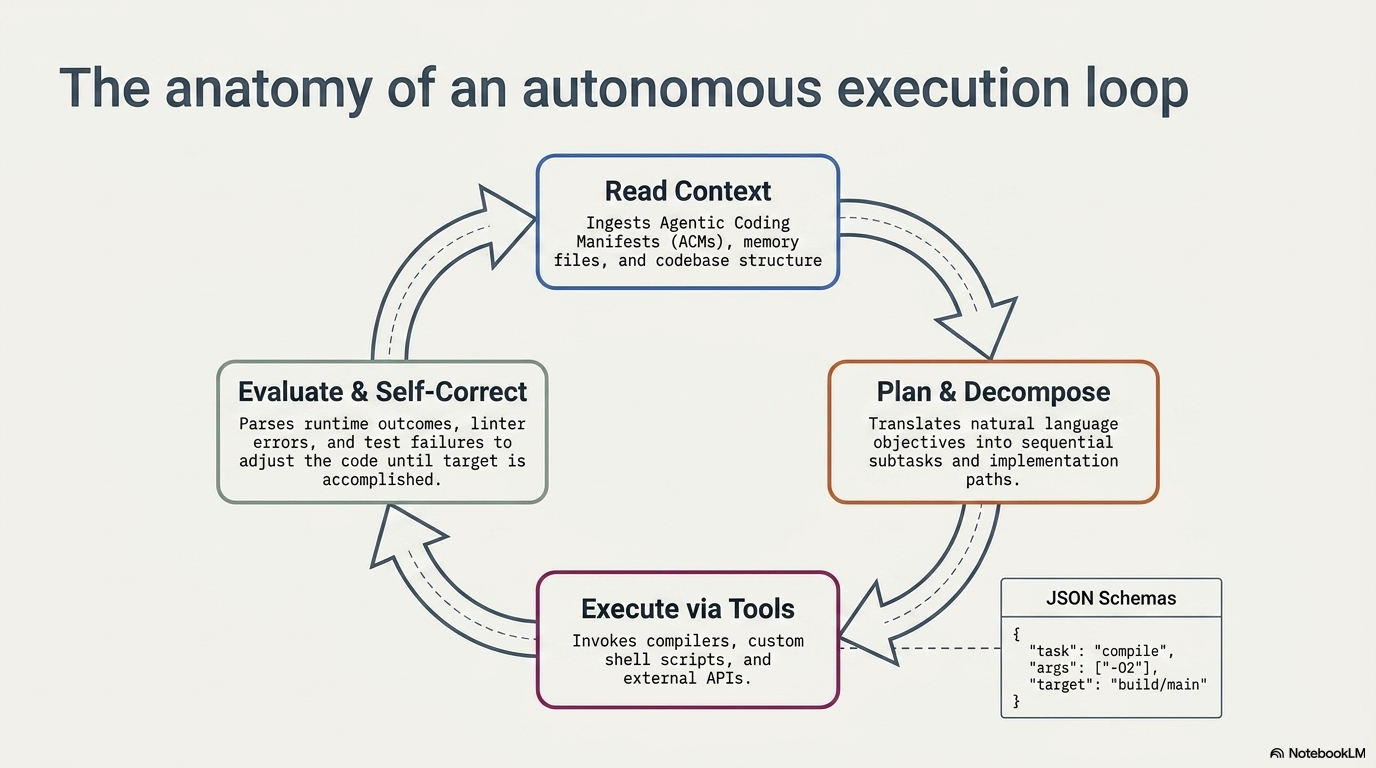 The anatomy of an autonomous execution loop
Read Context
Ingests Agentic Coding
Manifests (ACMs), memory
files, and codebase structure
Evaluate & Self-Correct
Parses runtime outcomes, linter
errors, and test failures to
adjust the code until target is
accomplished.
Plan & Decompose
Translates natural language
objectives into sequential
subtasks and implementation
paths.
Execute via Tools
Invokes compilers, custom
shell scripts, and
external APIs.
JSON Schemas
{
"task": "compile",
"args": ["-O2"],
"target": "build/main"
}
NotebookLM